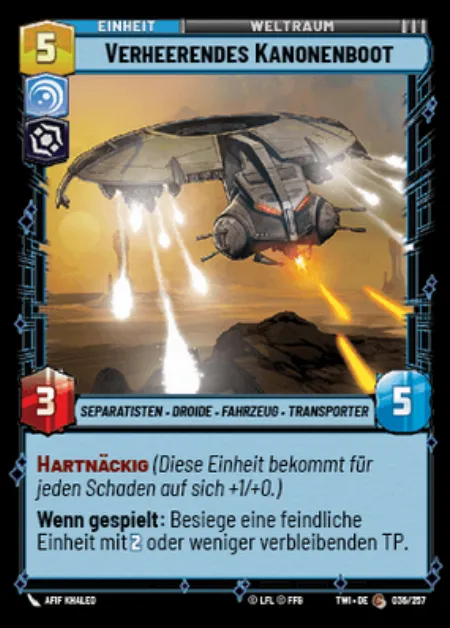 EINHEIT
WELTRAUM
5
VERHEERENDES KANONENBOOT
3
SEPARATISTEN • DROIDE • FAHRZEUG • TRANSPORTER
5
HARTNÄCKIG (Diese Einheit bekommt für
jeden Schaden auf sich +1/+0.)
Wenn gespielt: Besiege eine feindliche
Einheit mit 2 oder weniger verbleibenden TP.
AFIF KHALED
© LFL © FFG
TWI • DE
C
036/257